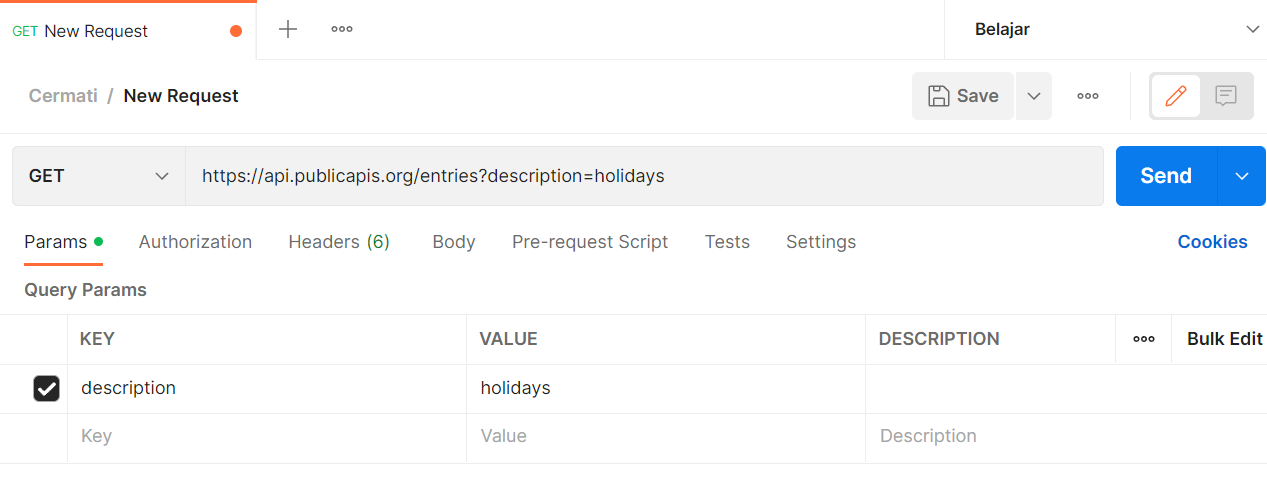 GET New Request
Belajar
Cermati / New Request
Save
GET
https://api.publicapis.org/entries?description=holidays
Send
Params
Authorization
Headers (6)
Body
Pre-request Script
Tests
Settings
Cookies
Query Params
KEY
VALUE
DESCRIPTION
Bulk Edit
description
holidays
Key
Value
Description